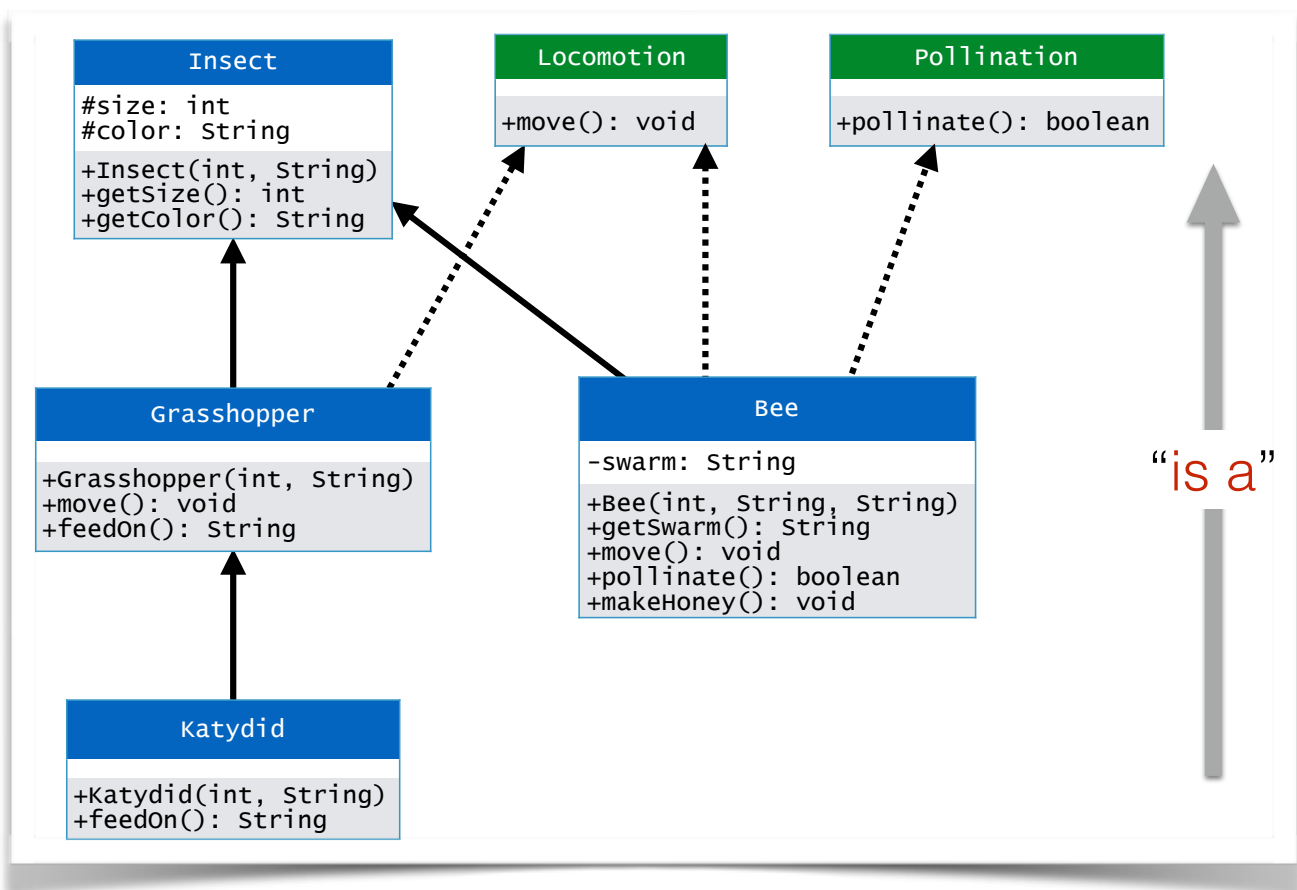 Insect
#size: int
#color: String
+Insect(int, String)
+getSize(): int
+getColor(): String
Locomotion
+move(): void
Pollination
+pollinate(): boolean
Grasshopper
+Grasshopper(int, String)
+move(): void
+feedOn(): String
Bee
-swarm: String
+Bee(int, String, String)
+getSwarm(): String
+move(): void
+pollinate(): boolean
+makeHoney(): void
“is a”
Katydid
+Katydid(int, String)
+feedOn(): String